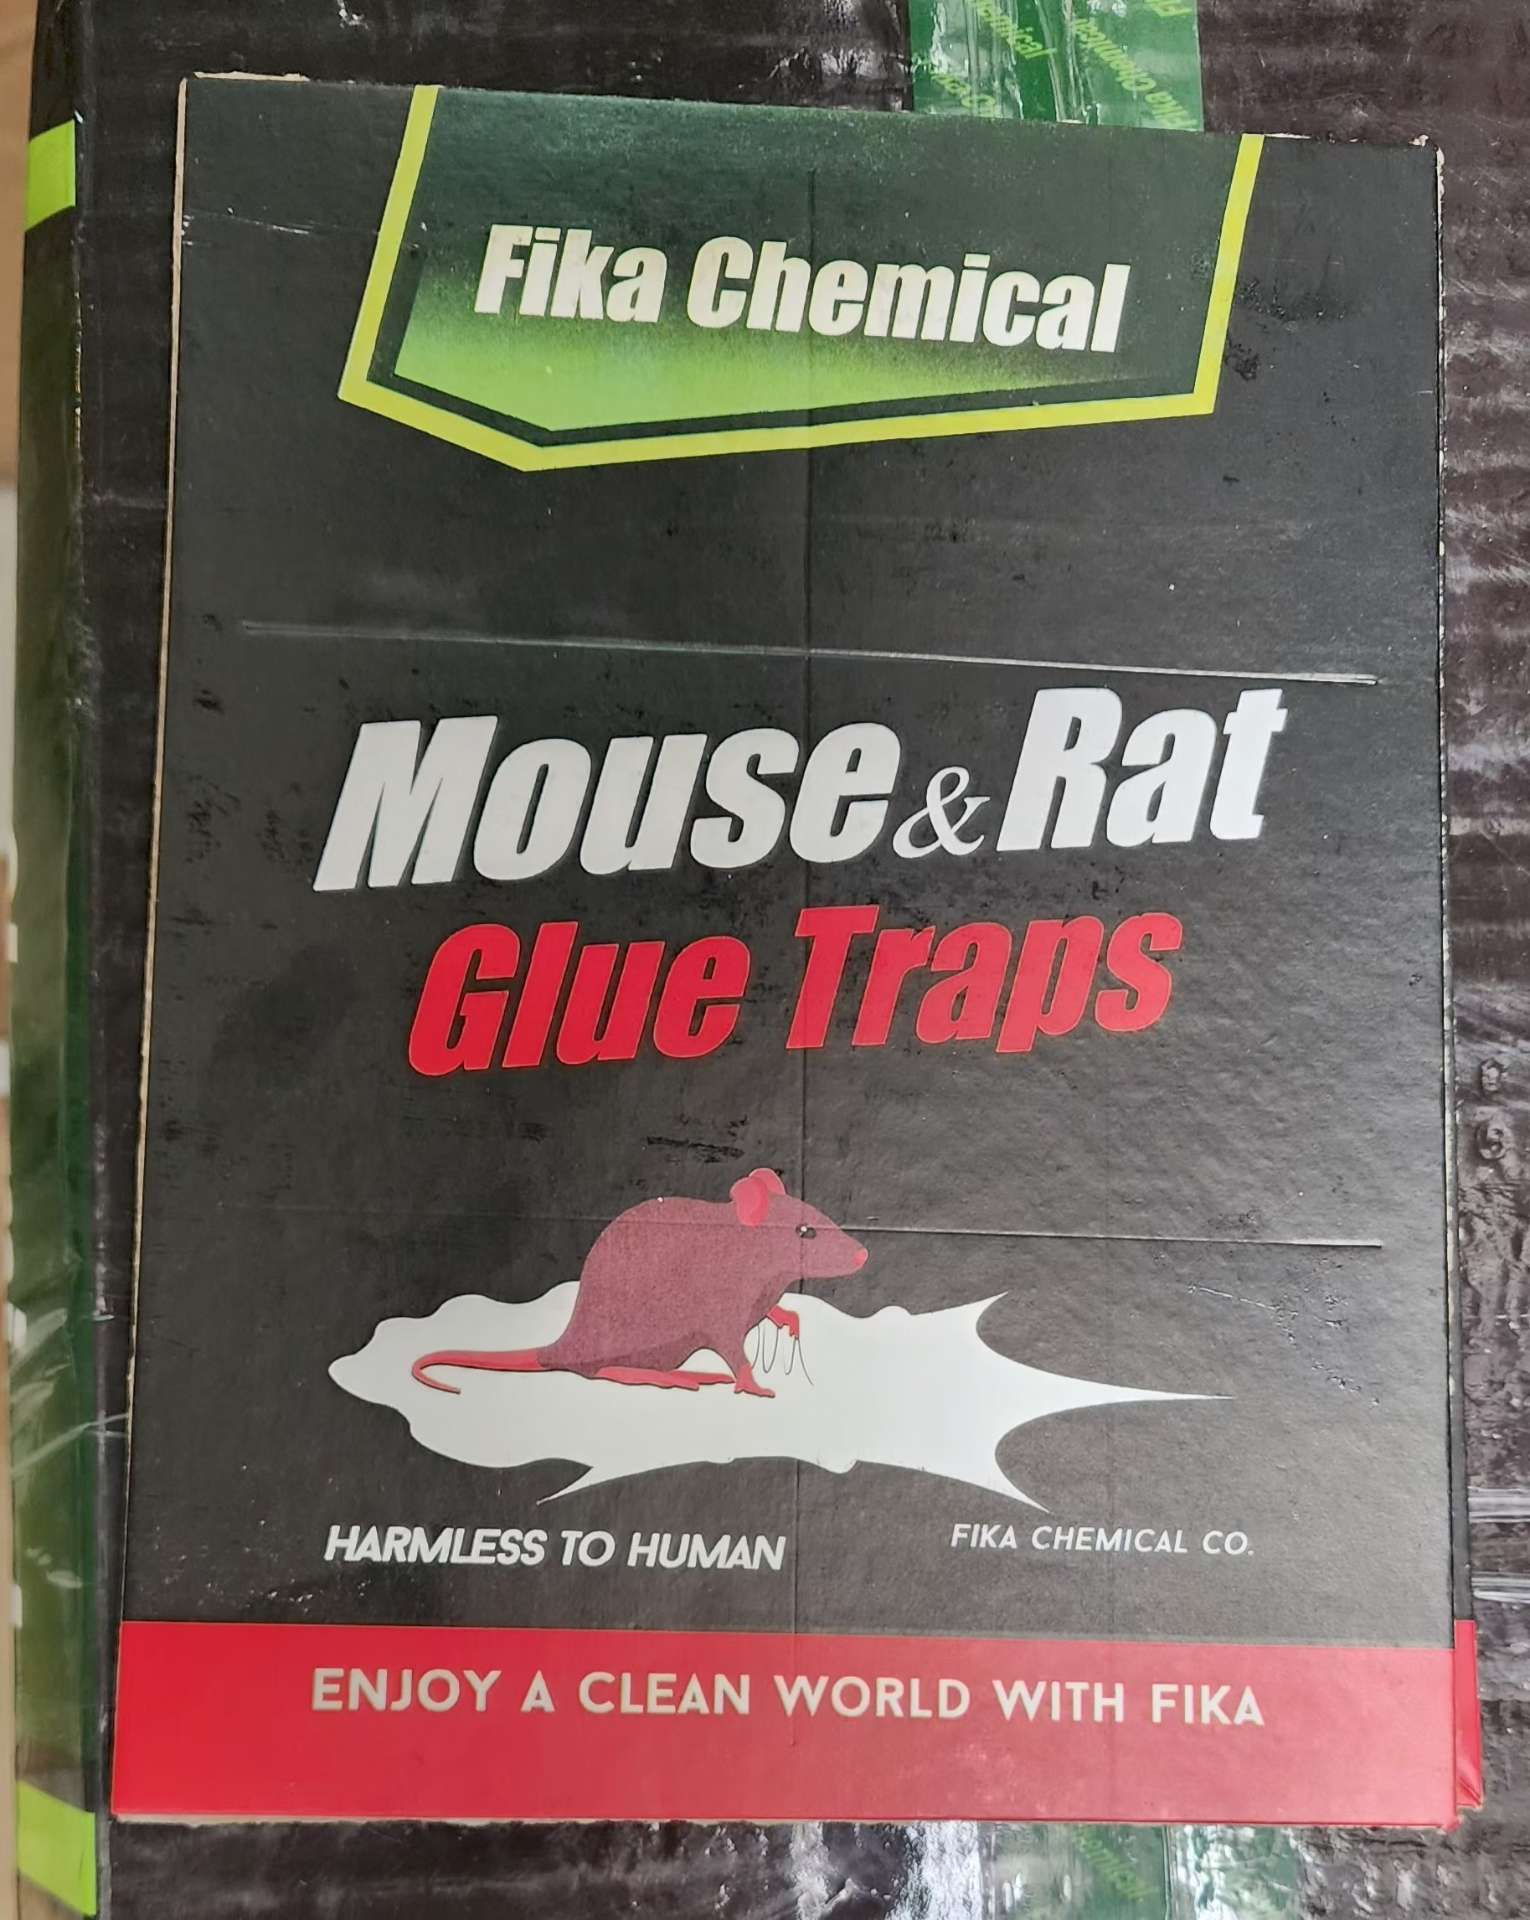 Fika Chemical
Mouse & Rat
Glue Traps
HARMLESS TO HUMAN
FIKA CHEMICAL CO.
ENJOY A CLEAN WORLD WITH FIKA